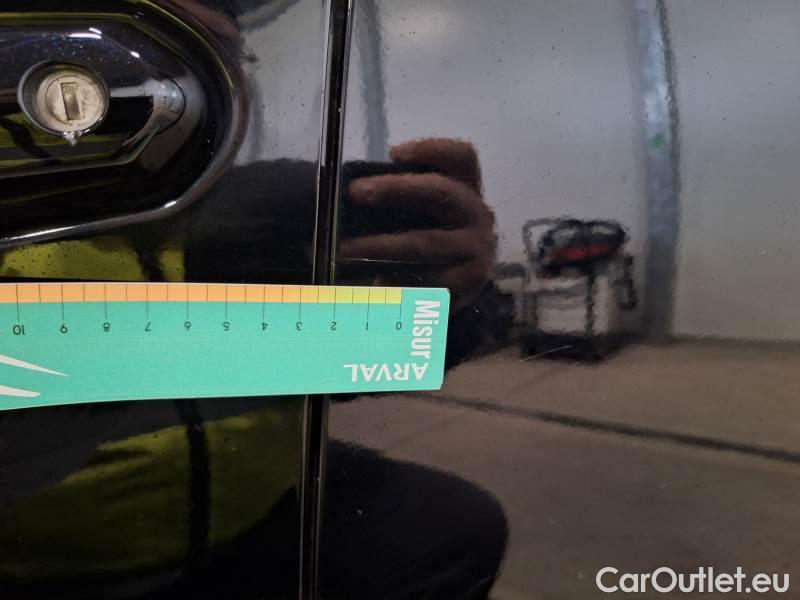 10 9 8 7 6 5 4 3 2 1 0
Misur
ARVAL
CarOutlet.eu